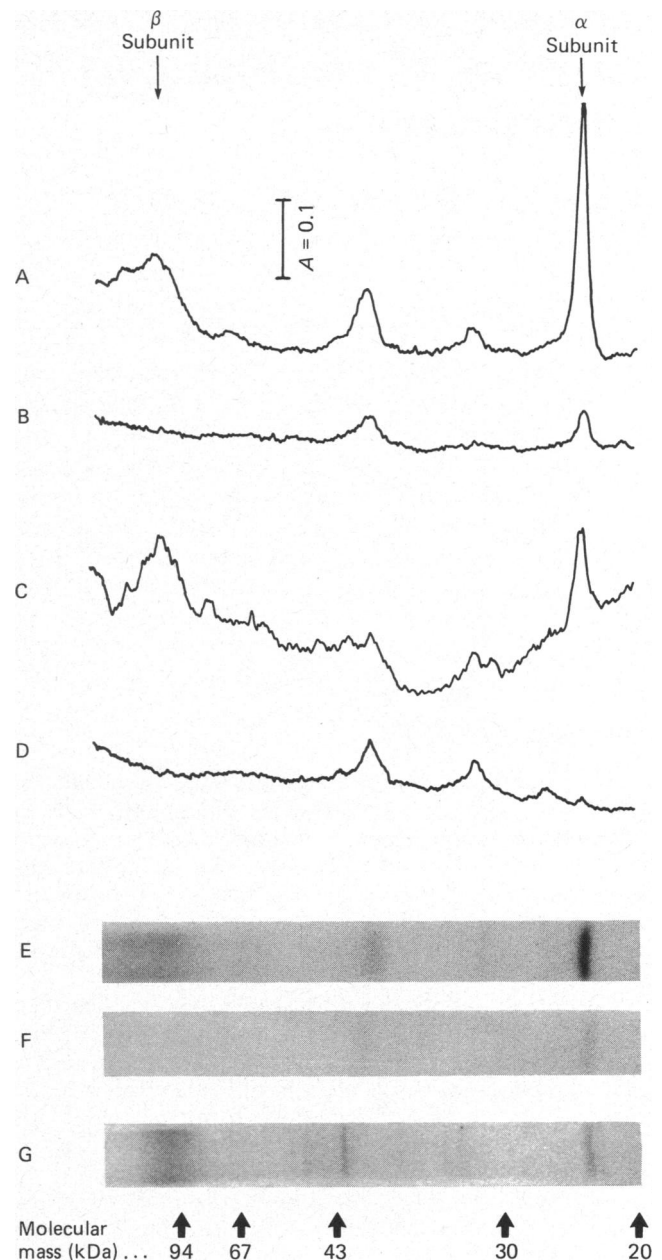 β
Subunit
α
Subunit
A = 0.1
A
B
C
D
E
F
G
Molecular
mass (kDa) ... 94 67 43 30 20